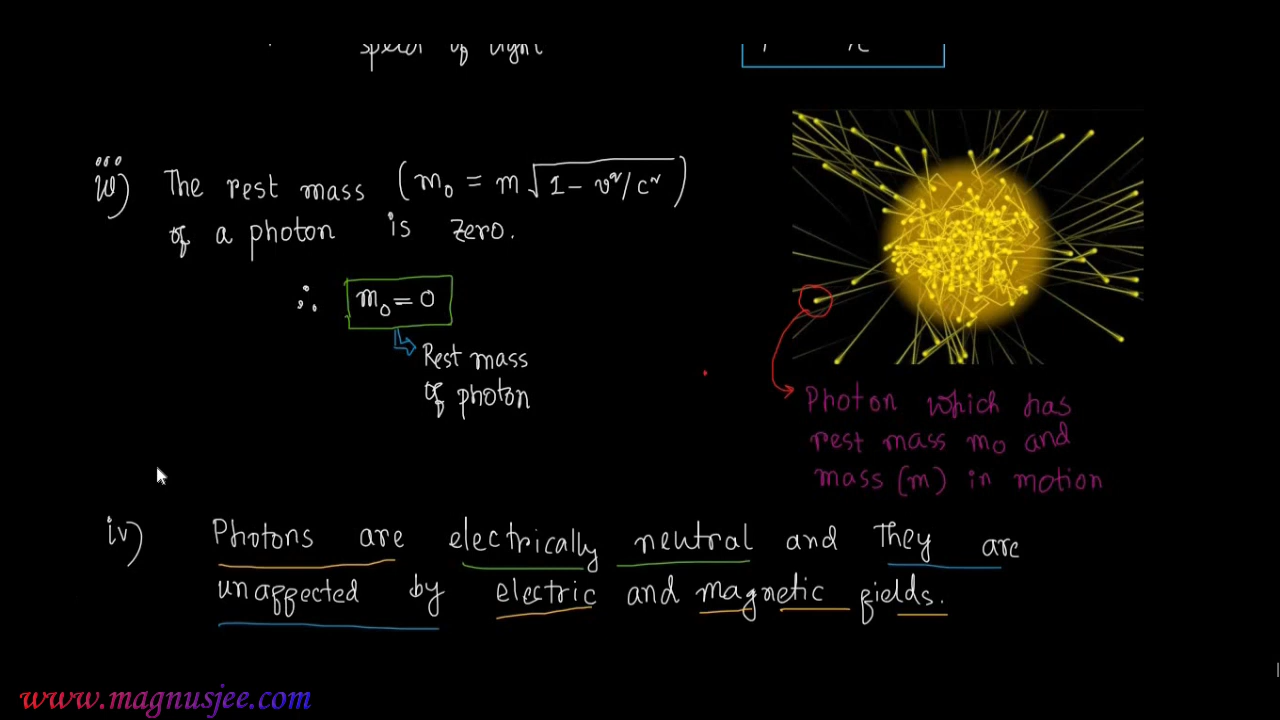 speed of light
iii) The rest mass (m₀ = m√1 - v²/c²)
of a photon is zero.
∴ m₀ = 0
Rest mass
of photon
Photon which has
rest mass m₀ and
mass (m) in motion
iv) Photons are electrically neutral and They are
unaffected by electric and magnetic fields.
www.magnusjee.com